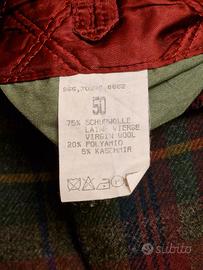 50
75% SCHURWOLLE
LAINE VIERGE
VIRGIN WOOL
20% POLYAMID
5% KASCHMIR
subito